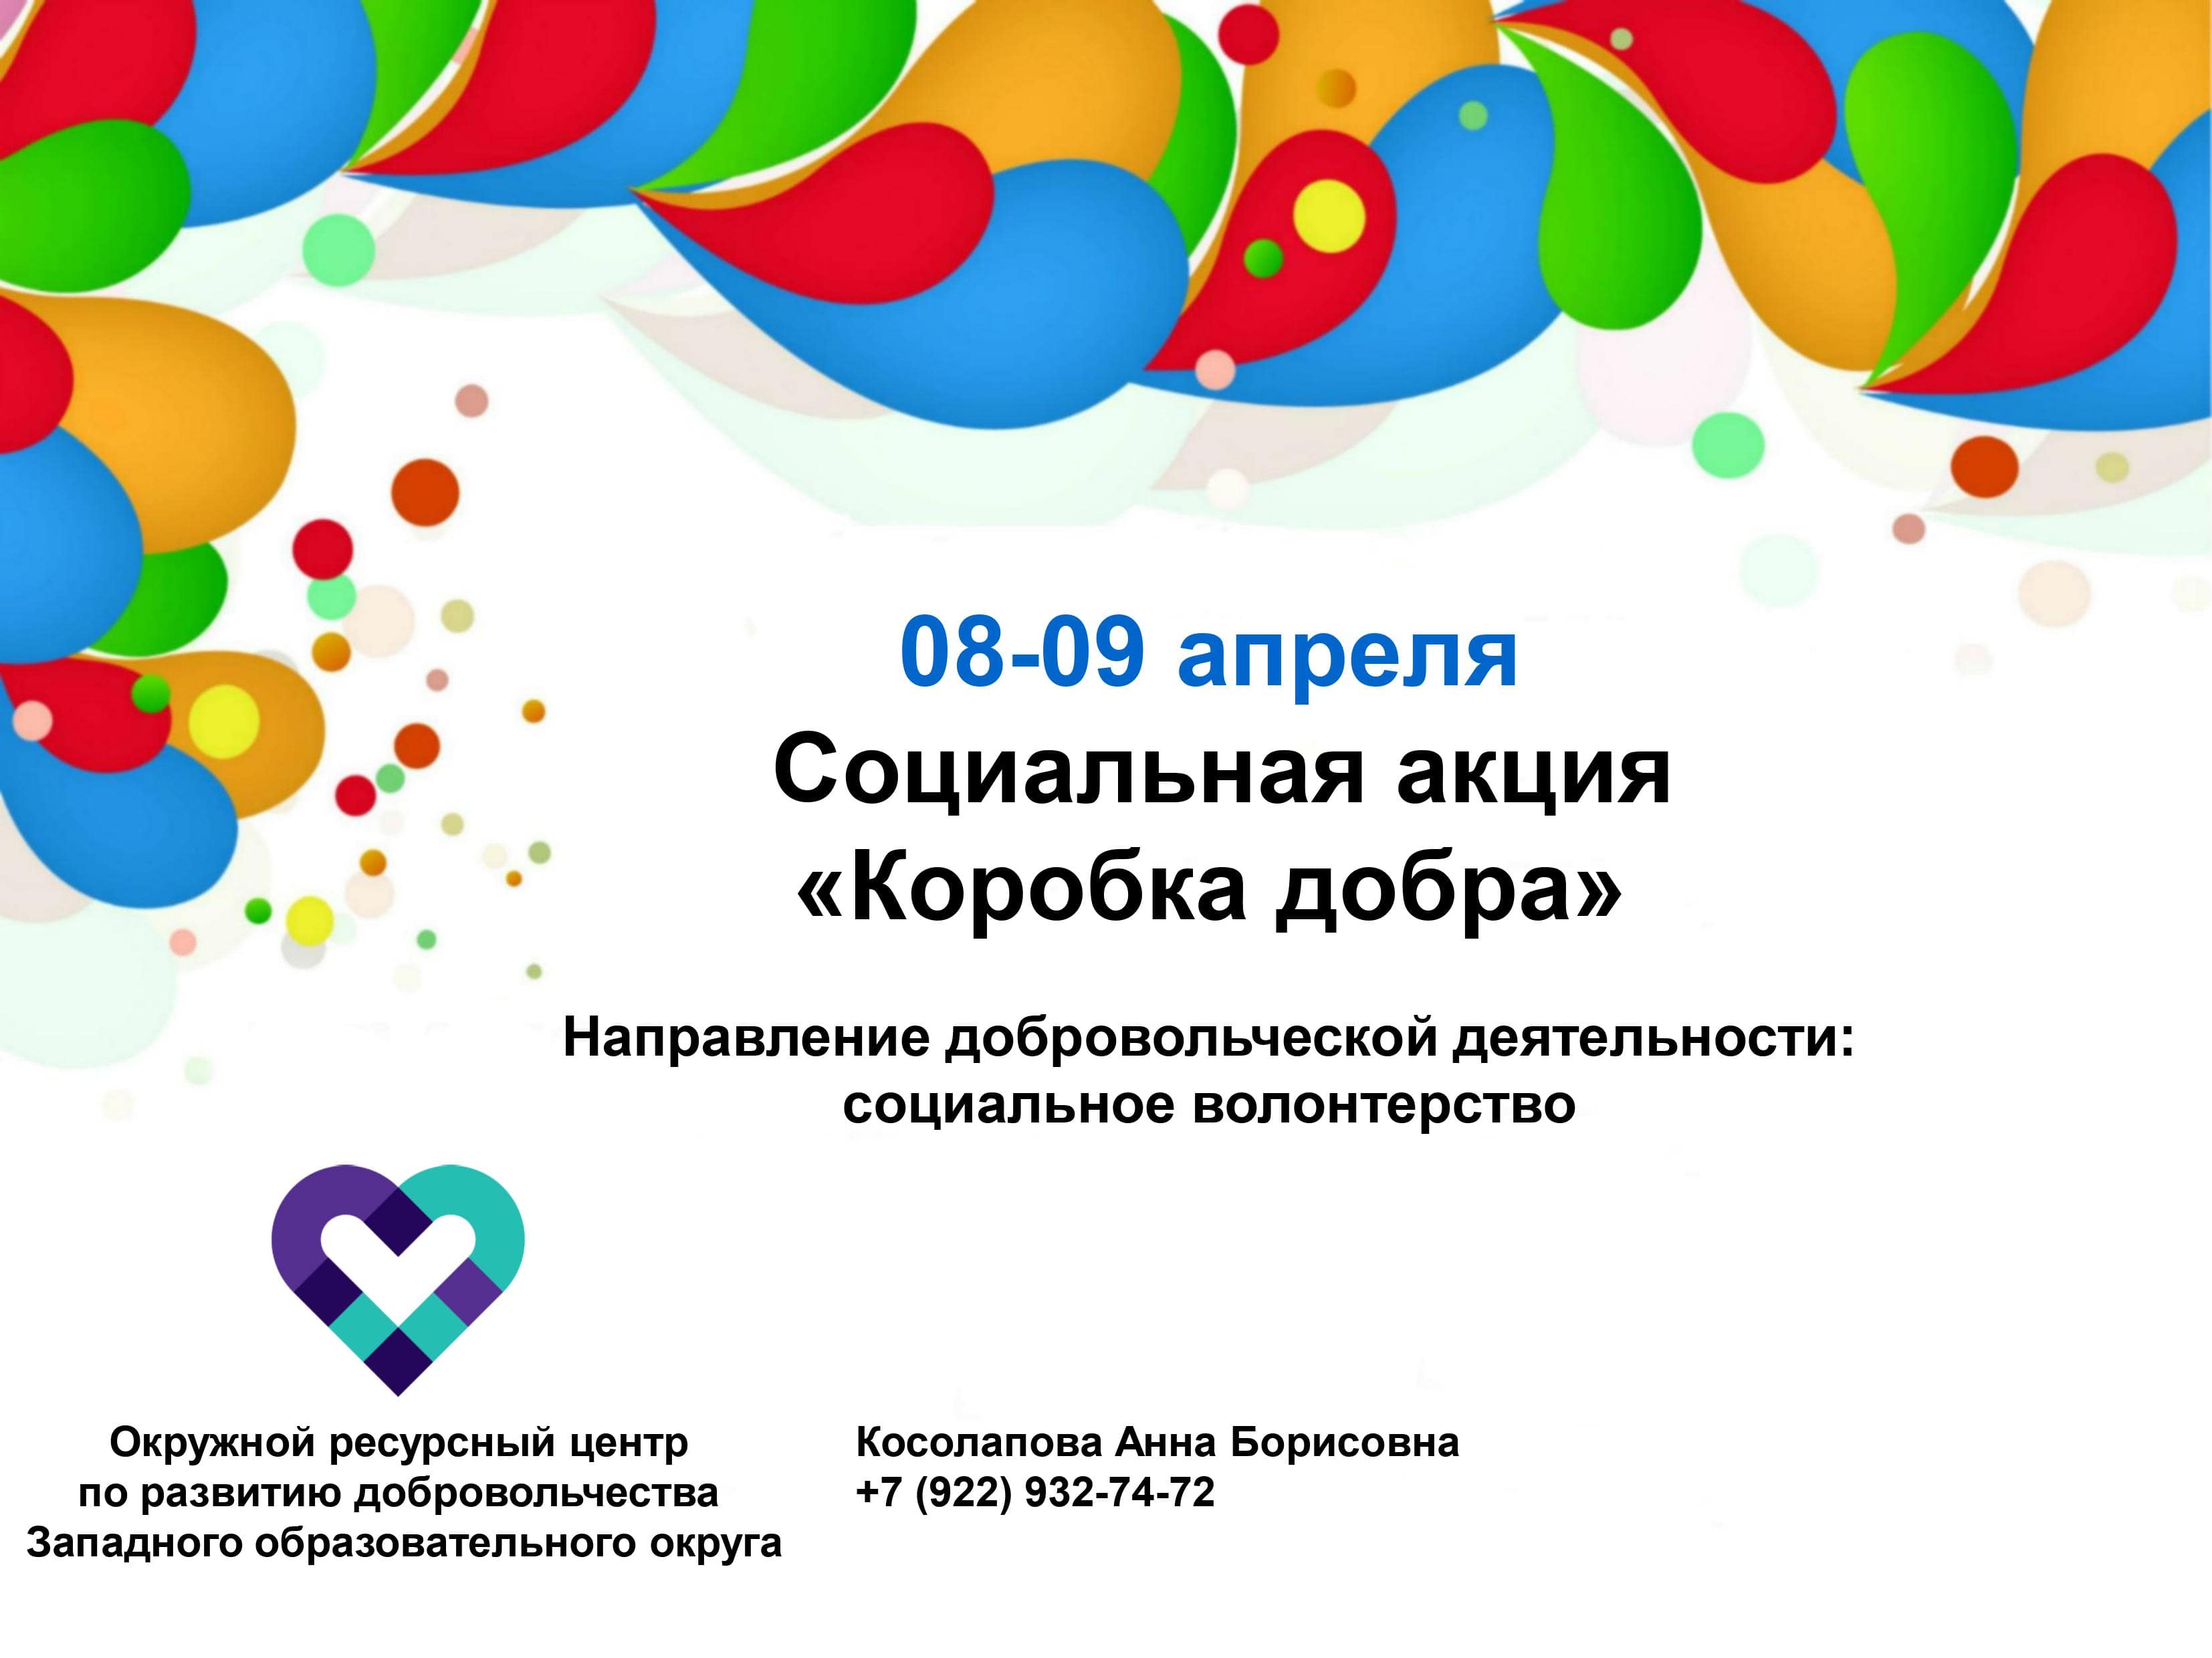 08-09 апреля
Социальная акция
«Коробка добра»
Направление добровольческой деятельности:
социальное волонтерство
Окружной ресурсный центр
по развитию добровольчества
Западного образовательного округа
Косолапова Анна Борисовна
+7 (922) 932-74-72